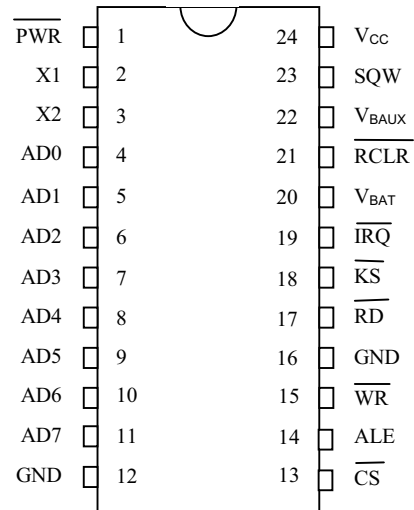 PWR 1 24 VCC
X1 2 23 SQW
X2 3 22 VBAUX
AD0 4 21 RCLR
AD1 5 20 VBAT
AD2 6 19 IRQ
AD3 7 18 KS
AD4 8 17 RD
AD5 9 16 GND
AD6 10 15 WR
AD7 11 14 ALE
GND 12 13 CS